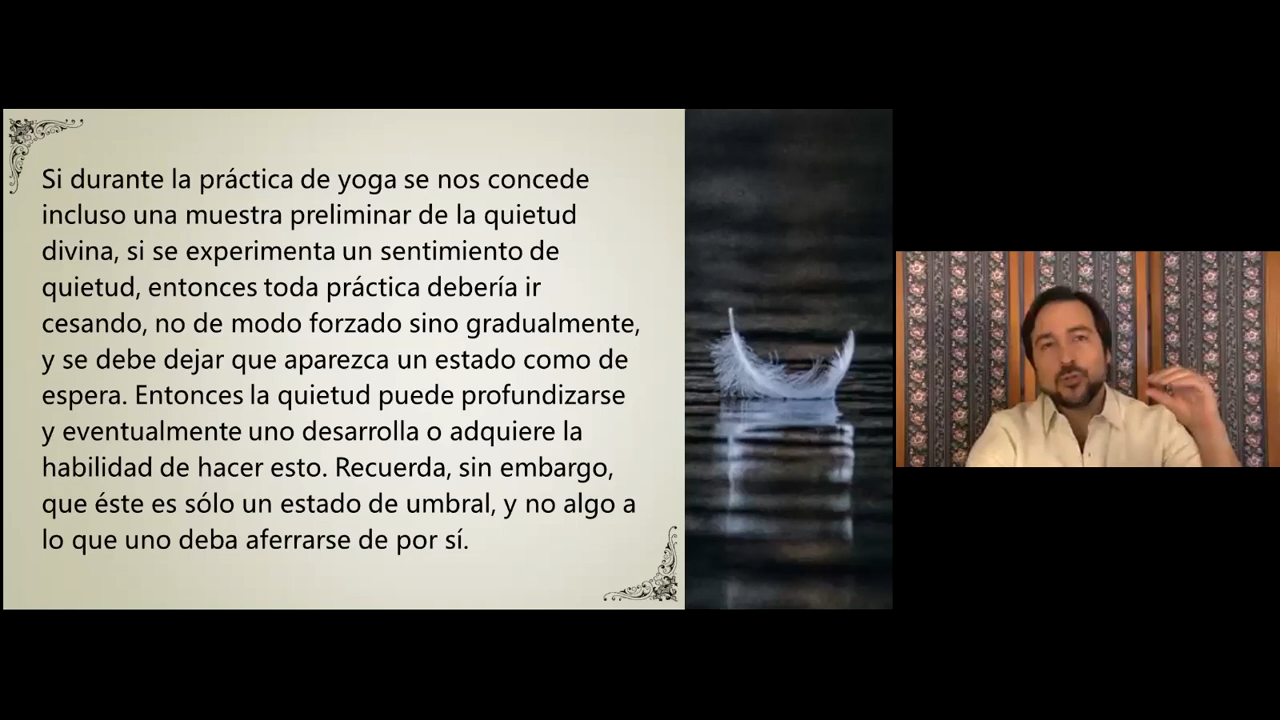 Si durante la práctica de yoga se nos concede
incluso una muestra preliminar de la quietud
divina, si se experimenta un sentimiento de
quietud, entonces toda práctica debería ir
cesando, no de modo forzado sino gradualmente,
y se debe dejar que aparezca un estado como de
espera. Entonces la quietud puede profundizarse
y eventualmente uno desarrolla o adquiere la
habilidad de hacer esto. Recuerda, sin embargo,
que éste es sólo un estado de umbral, y no algo a
lo que uno deba aferrarse de por sí.